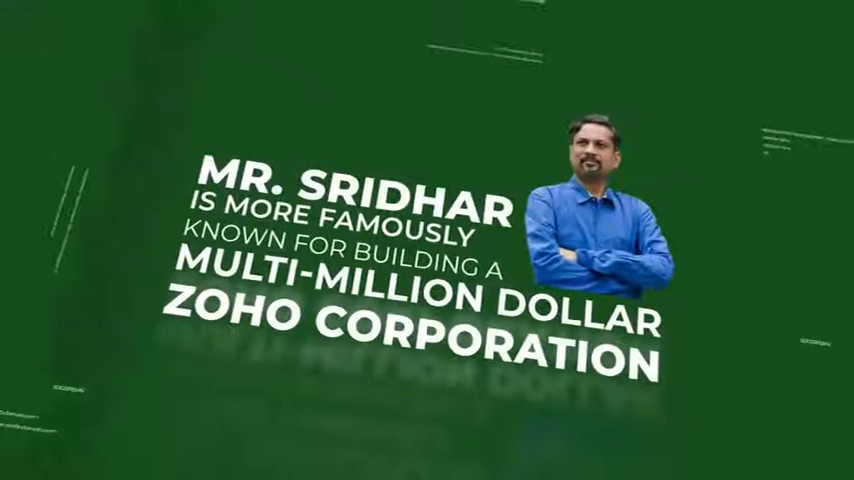 MR. SRIDHAR
IS MORE FAMOUSLY
KNOWN FOR BUILDING A
MULTI-MILLION DOLLAR
ZOHO CORPORATION